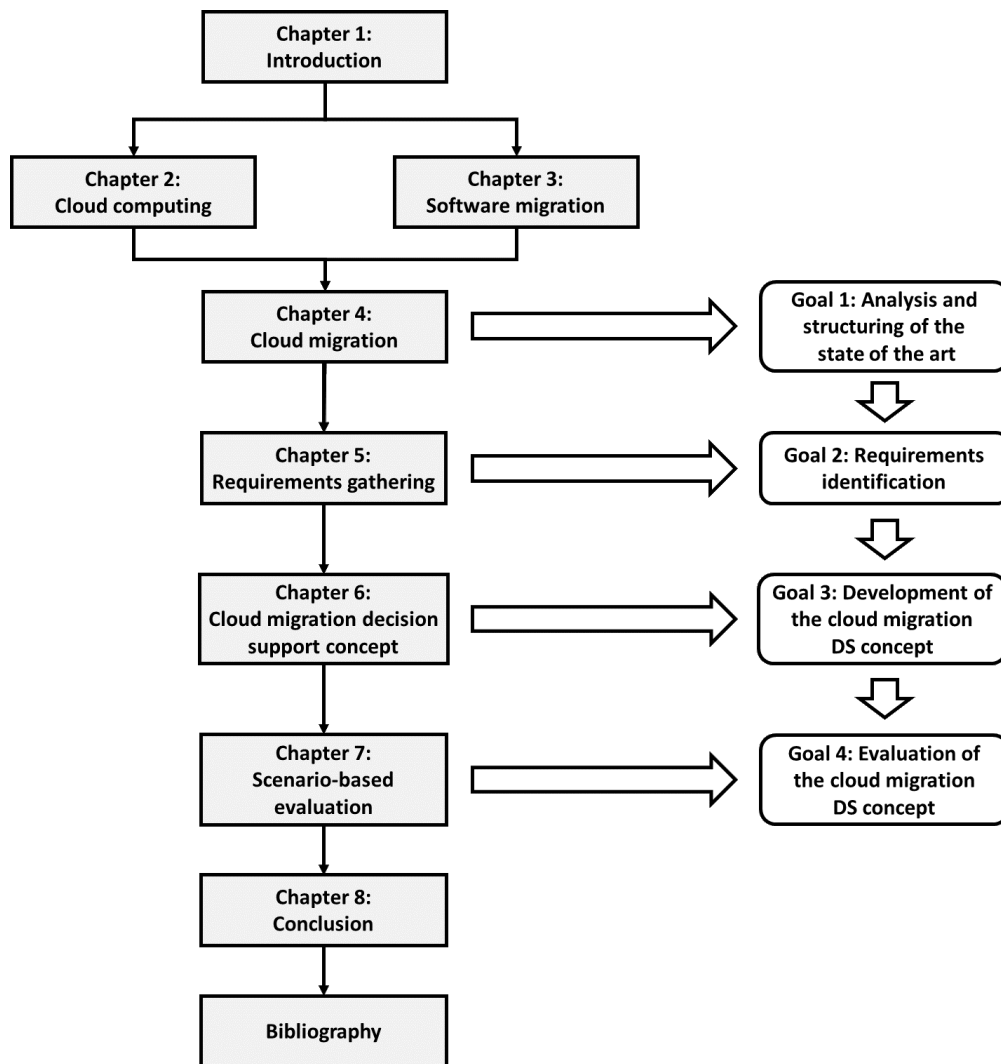 Chapter 1:
Introduction
Chapter 2:
Cloud computing
Chapter 3:
Software migration
Chapter 4:
Cloud migration
Goal 1: Analysis and
structuring of the
state of the art
Chapter 5:
Requirements gathering
Goal 2: Requirements
identification
Chapter 6:
Cloud migration decision
support concept
Goal 3: Development of
the cloud migration
DS concept
Chapter 7:
Scenario-based
evaluation
Goal 4: Evaluation of
the cloud migration
DS concept
Chapter 8:
Conclusion
Bibliography